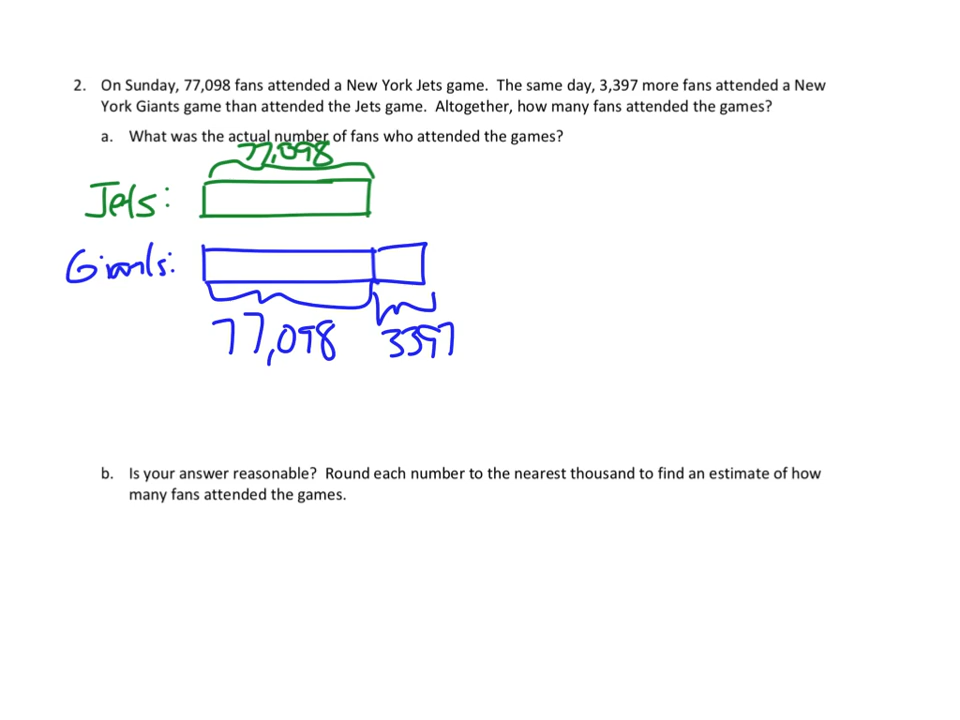 2. On Sunday, 77,098 fans attended a New York Jets game. The same day, 3,397 more fans attended a New
York Giants game than attended the Jets game. Altogether, how many fans attended the games?
a. What was the actual number of fans who attended the games?
77,098
Jets:
Giants:
77,098 3397
b. Is your answer reasonable? Round each number to the nearest thousand to find an estimate of how
many fans attended the games.